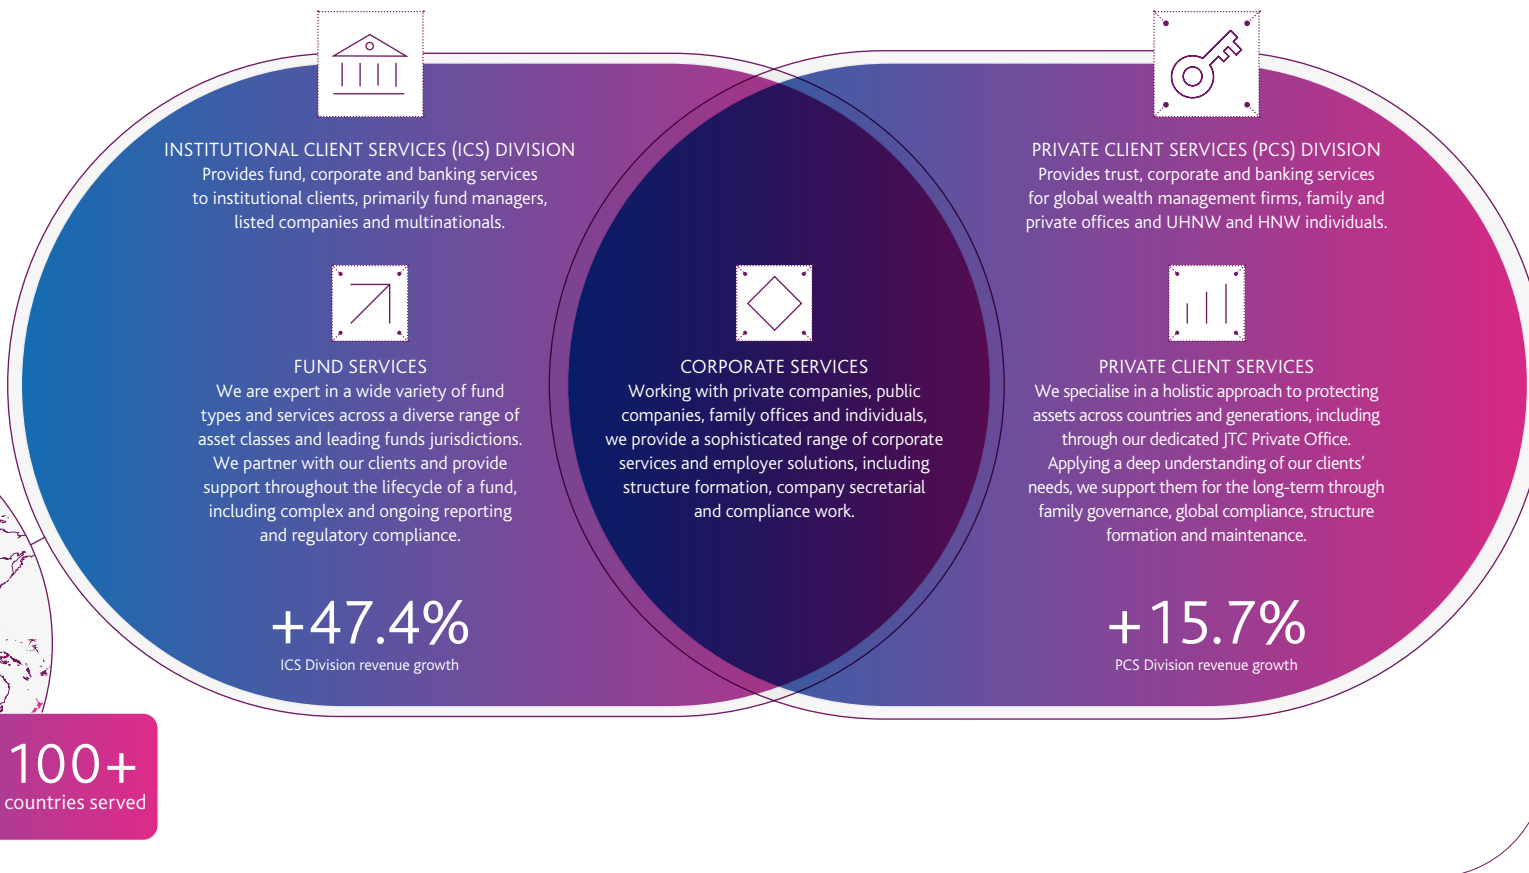 INSTITUTIONAL CLIENT SERVICES (ICS) DIVISION
Provides fund, corporate and banking services
to institutional clients, primarily fund managers,
listed companies and multinationals.
FUND SERVICES
We are expert in a wide variety of fund
types and services across a diverse range of
asset classes and leading funds jurisdictions.
We partner with our clients and provide
support throughout the lifecycle of a fund,
including complex and ongoing reporting
and regulatory compliance.
+47.4%
ICS Division revenue growth
CORPORATE SERVICES
Working with private companies, public
companies, family offices and individuals,
we provide a sophisticated range of corporate
services and employer solutions, including
structure formation, company secretarial
and compliance work.
PRIVATE CLIENT SERVICES (PCS) DIVISION
Provides trust, corporate and banking services
for global wealth management firms, family and
private offices and UHNW and HNW individuals.
PRIVATE CLIENT SERVICES
We specialise in a holistic approach to protecting
assets across countries and generations, including
through our dedicated JTC Private Office.
Applying a deep understanding of our clients’
needs, we support them for the long-term through
family governance, global compliance, structure
formation and maintenance.
+15.7%
PCS Division revenue growth
100+
countries served